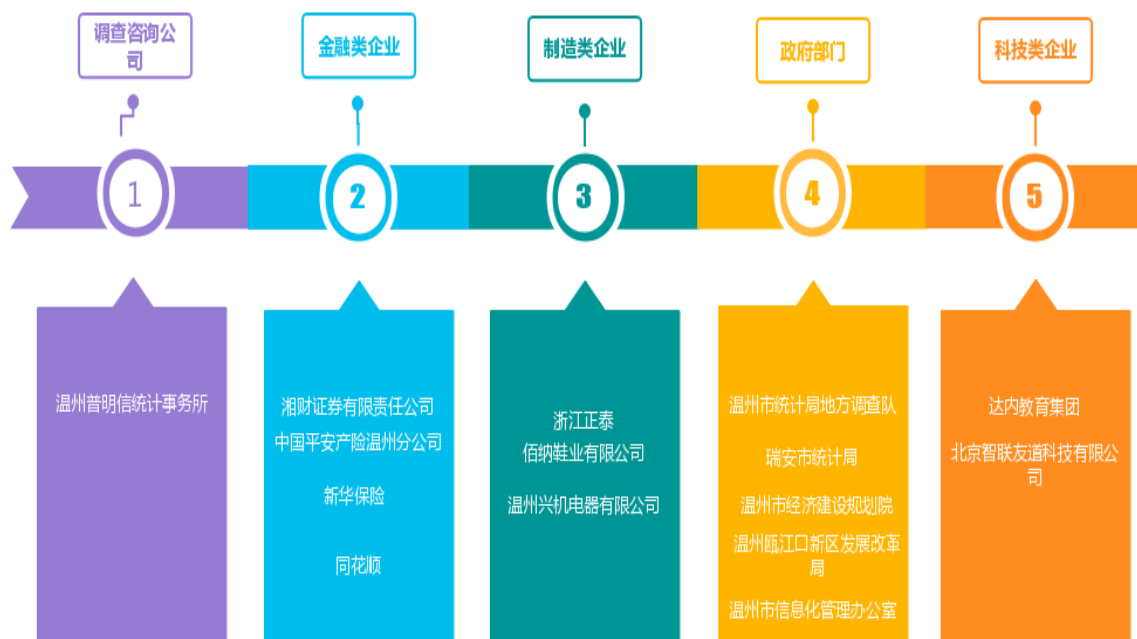 调查咨询公
司
金融类企业
制造类企业
政府部门
科技类企业
1
2
3
4
5
温州普明信统计事务所
湘财证券有限责任公司
中国平安产险温州分公司
新华保险
同花顺
浙江正泰
佰纳鞋业有限公司
温州兴机电器有限公司
温州市统计局地方调查队
瑞安市统计局
温州市经济建设规划院
温州瓯江口新区发展改革
局
温州市信息化管理办公室
达内教育集团
北京智联友道科技有限公
司